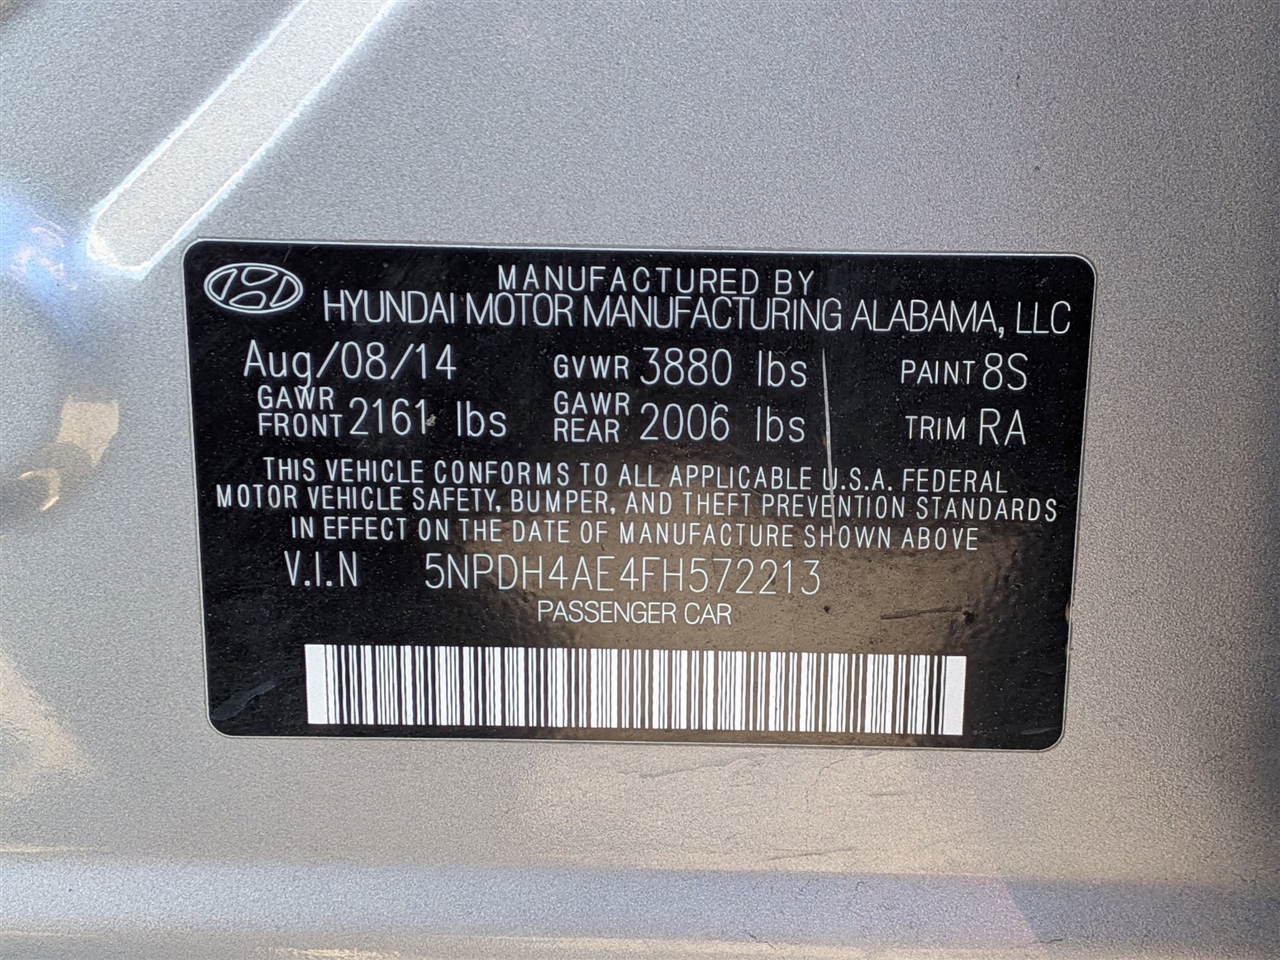 MANUFACTURED BY
HYUNDAI MOTOR MANUFACTURING ALABAMA, LLC
Aug/08/14 GVWR 3880 lbs PAINT 8S
GAWR FRONT 2161 lbs GAWR REAR 2006 lbs TRIM RA
THIS VEHICLE CONFORMS TO ALL APPLICABLE U.S.A. FEDERAL
MOTOR VEHICLE SAFETY, BUMPER, AND THEFT PREVENTION STANDARDS
IN EFFECT ON THE DATE OF MANUFACTURE SHOWN ABOVE
V.I.N 5NPDH4AE4FH572213
PASSENGER CAR